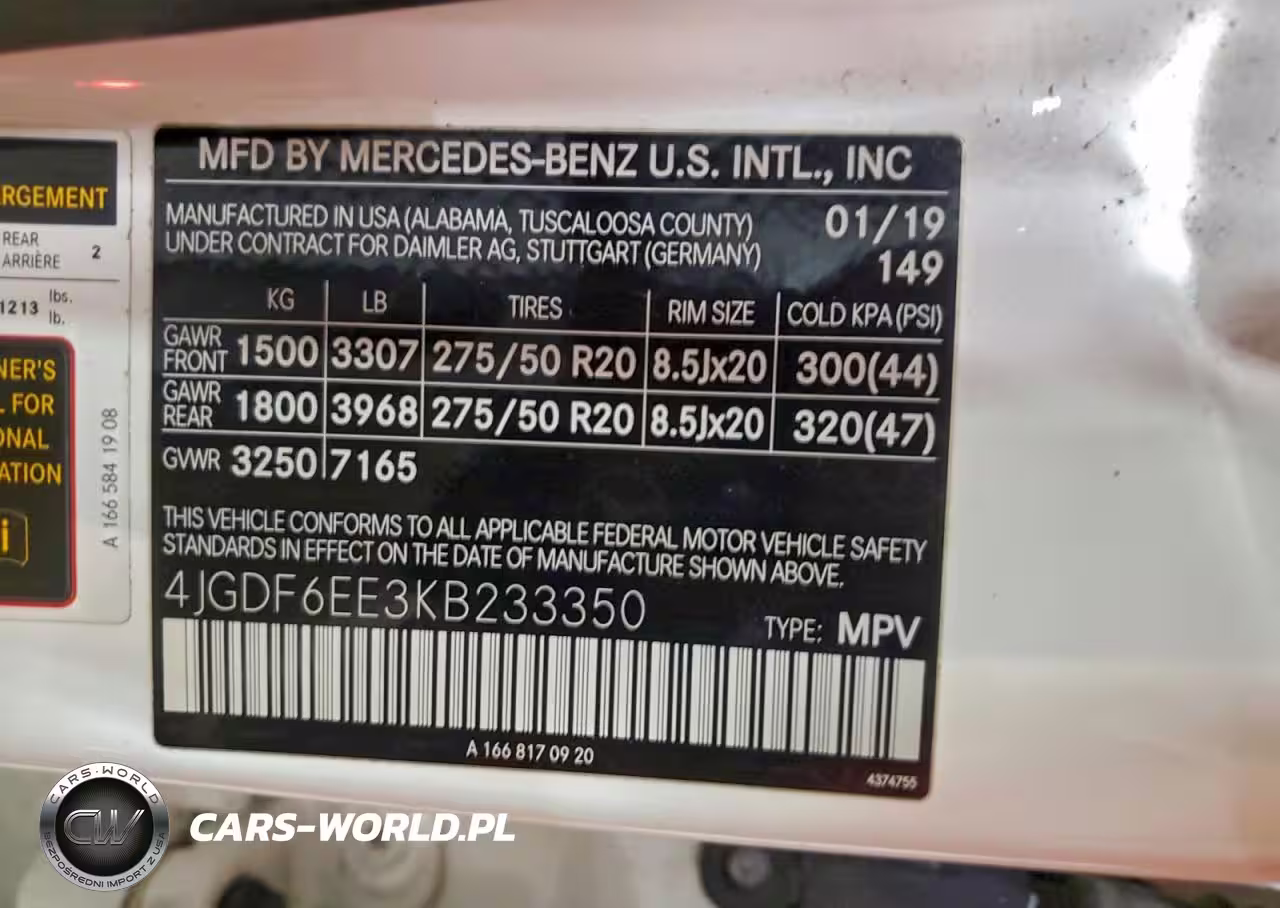 RGEMENT
REAR
ARRIÈRE
2
1213 lbs.
lb.
NER'S
L FOR
ONAL
ATION
i
A 166 584 19 08
MFD BY MERCEDES-BENZ U.S. INTL., INC
MANUFACTURED IN USA (ALABAMA, TUSCALOOSA COUNTY) 01/19
UNDER CONTRACT FOR DAIMLER AG, STUTTGART (GERMANY) 149
KG LB TIRES RIM SIZE COLD KPA (PSI)
GAWR FRONT 1500 3307 275/50 R20 8.5Jx20 300(44)
GAWR REAR 1800 3968 275/50 R20 8.5Jx20 320(47)
GVWR 3250 7165
THIS VEHICLE CONFORMS TO ALL APPLICABLE FEDERAL MOTOR VEHICLE SAFETY
STANDARDS IN EFFECT ON THE DATE OF MANUFACTURE SHOWN ABOVE.
4JGDF6EE3KB233350
TYPE: MPV
A 166 817 09 20
4374755
CARS-WORLD
CW
BEZPOŚREDNI IMPORT Z USA
CARS-WORLD.PL